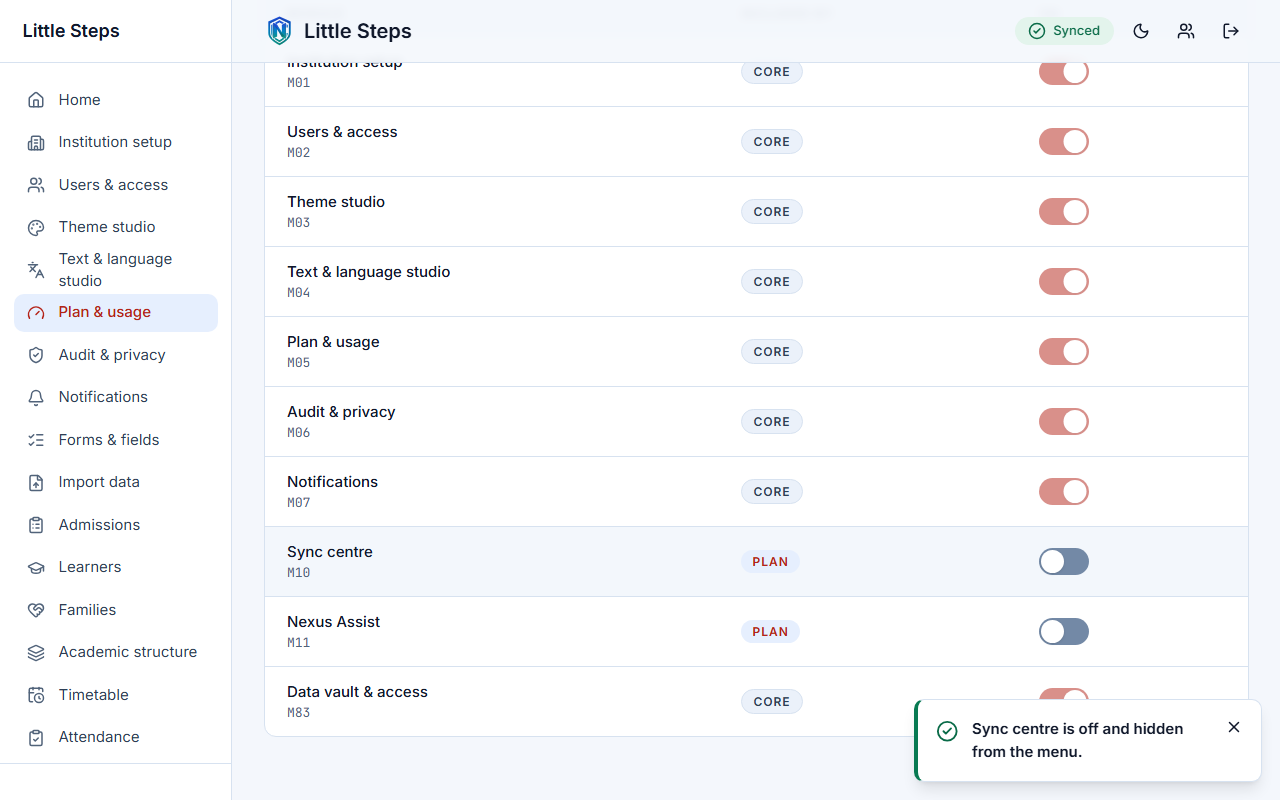 Little Steps
Little Steps
Synced
Home
Institution setup
Users & access
Theme studio
Text & language
studio
Plan & usage
Audit & privacy
Notifications
Forms & fields
Import data
Admissions
Learners
Families
Academic structure
Timetable
Attendance
Institution setup
M01
CORE
Users & access
M02
CORE
Theme studio
M03
CORE
Text & language studio
M04
CORE
Plan & usage
M05
CORE
Audit & privacy
M06
CORE
Notifications
M07
CORE
Sync centre
M10
PLAN
Nexus Assist
M11
PLAN
Data vault & access
M83
CORE
Sync centre is off and hidden
from the menu.